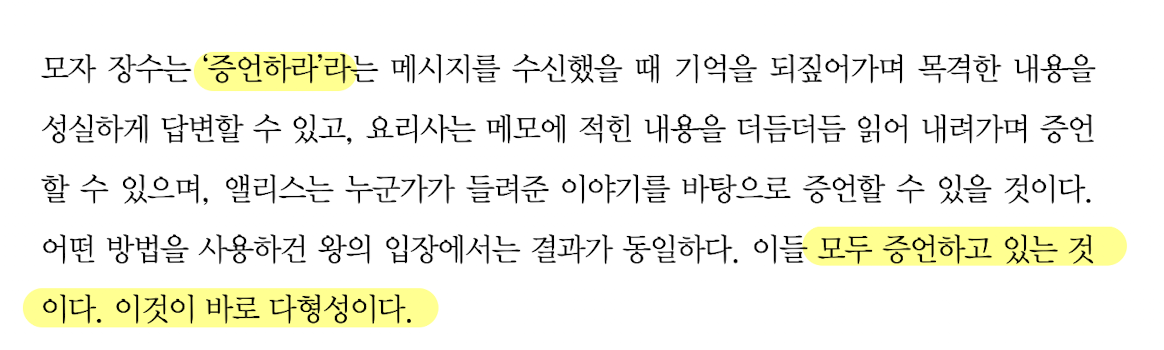 모자 장수는 ‘증언하라’라는 메시지를 수신했을 때 기억을 되짚어가며 목격한 내용을
성실하게 답변할 수 있고, 요리사는 메모에 적힌 내용을 더듬더듬 읽어 내려가며 증언
할 수 있으며, 앨리스는 누군가가 들려준 이야기를 바탕으로 증언할 수 있을 것이다.
어떤 방법을 사용하건 왕의 입장에서는 결과가 동일하다. 이들 모두 증언하고 있는 것
이다. 이것이 바로 다형성이다.